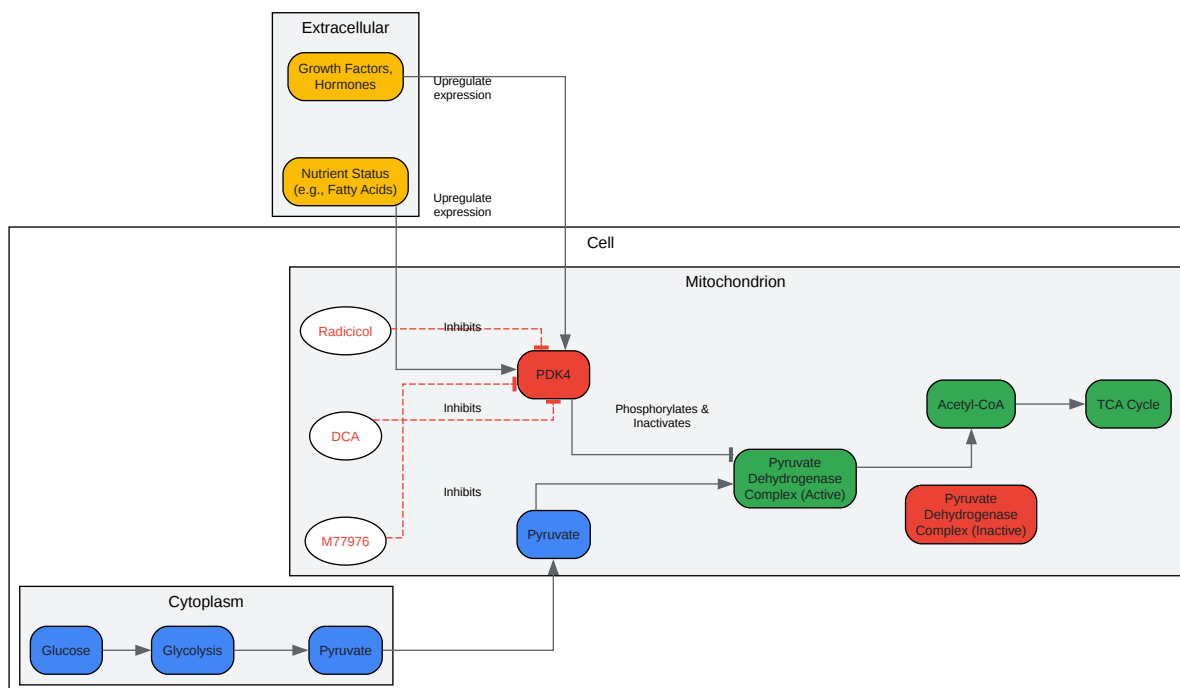 Extracellular
Growth Factors,
Hormones
Upregulate
expression
Nutrient Status
(e.g., Fatty Acids)
Upregulate
expression
Cell
Mitochondrion
Radicicol
Inhibits
PDK4
DCA
Inhibits
Phosphorylates &
Inactivates
Acetyl-CoA
TCA Cycle
Pyruvate
Dehydrogenase
Complex (Active)
Inhibits
Pyruvate
Dehydrogenase
Complex (Inactive)
M77976
Pyruvate
Cytoplasm
Glucose
Glycolysis
Pyruvate